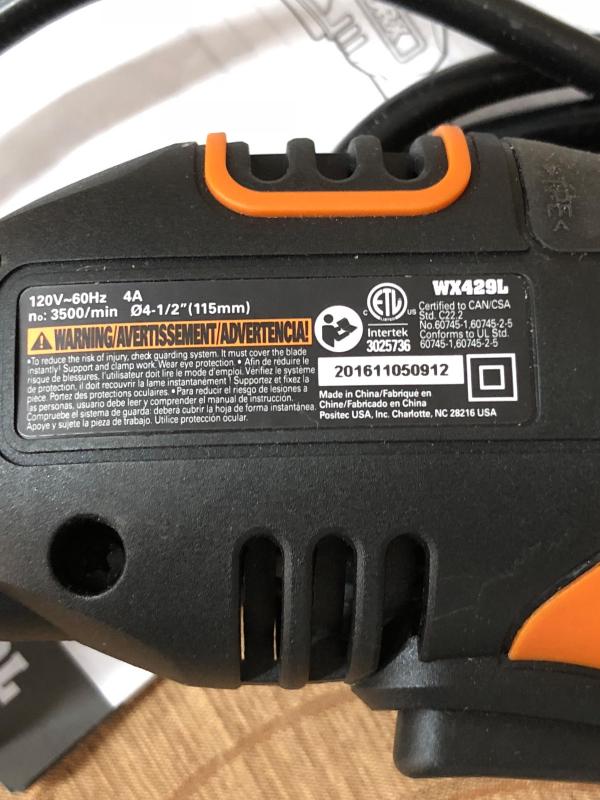 120V~60Hz 4A
n₀: 3500/min Ø4-1/2"(115mm)
WARNING/AVERTISSEMENT/ADVERTENCIA!
•To reduce the risk of injury, check guarding system. It must cover the blade
instantly! Support and clamp work. Wear eye protection. • Afin de reduire le
risque de blessures, l'utilisateur doit lire le mode d'emploi. Vérifiez le système
de protection, il doit recouvrir la lame instantanement ! Supportez et fixez la
pièce. Portez des protections oculaires. • Para reducir el riesgo de lesiones a
las personas, usuario debe leer y comprender el manual de instrucción.
Compruebe el sistema de guarda: deberá cubrir la hoja de forma instantánea.
Apoye y sujete la pieza de trabajo. Utilice protección ocular.
WX429L
C ETL US
Intertek
3025736
Certified to CAN/CSA
Std. C22.2
No.60745-1,60745-2-5
Conforms to UL Std.
60745-1,60745-2-5
201611050912
Made in China/Fabriqué en
Chine/Fabricado en China
Positec USA, Inc. Charlotte, NC 28216 USA